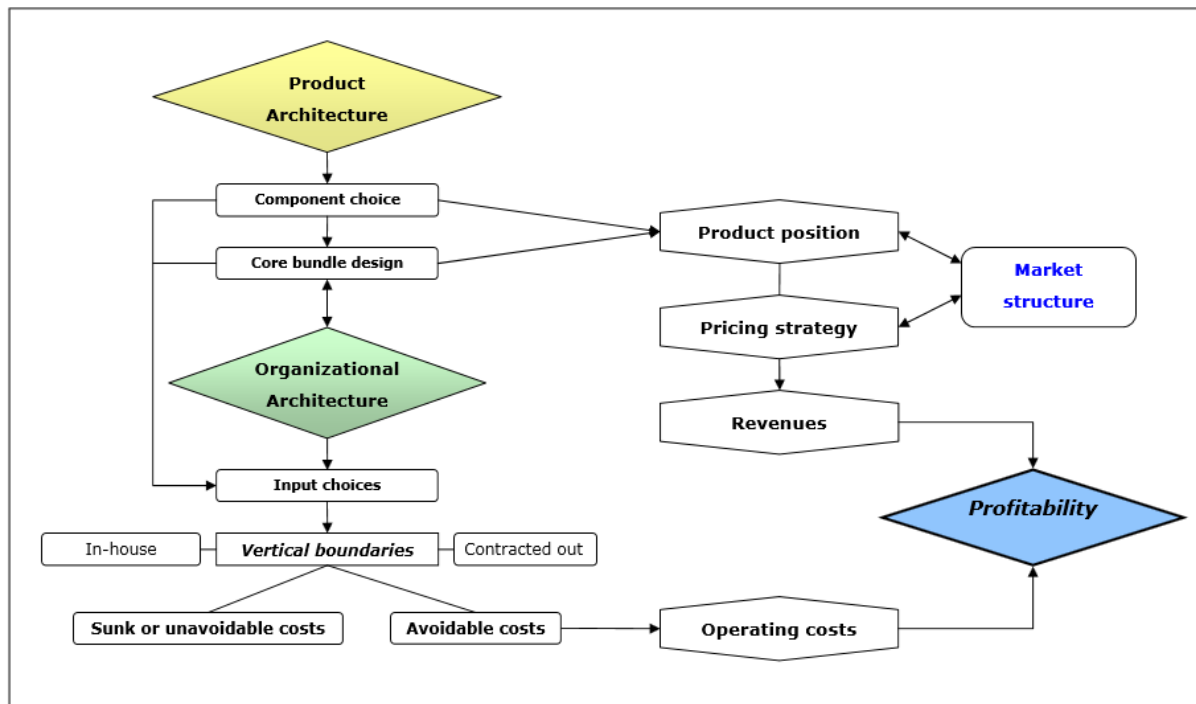 Product
Architecture
Component choice
Core bundle design
Organizational
Architecture
Input choices
In-house
Vertical boundaries
Contracted out
Sunk or unavoidable costs
Avoidable costs
Product position
Market
structure
Pricing strategy
Revenues
Profitability
Operating costs